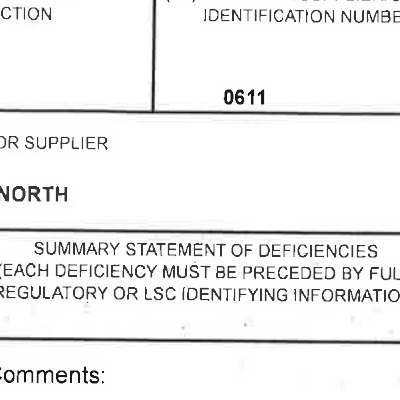 CTION
IDENTIFICATION NUMBE
0611
OR SUPPLIER
NORTH
SUMMARY STATEMENT OF DEFICIENCIES
(EACH DEFICIENCY MUST BE PRECEDED BY FUL
REGULATORY OR LSC IDENTIFYING INFORMATIO
Comments: